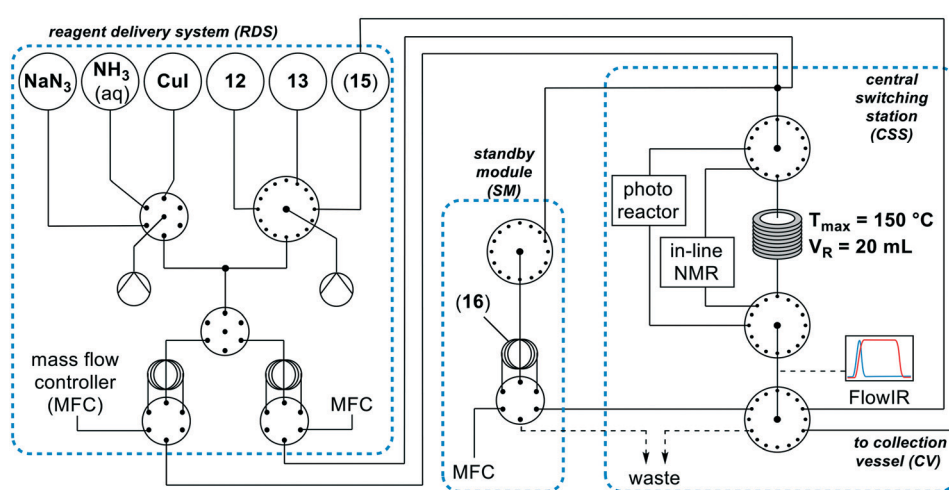 reagent delivery system (RDS)
NaN3
NH3
(aq)
CuI
12
13
(15)
mass flow
controller
(MFC)
MFC
standby
module
(SM)
(16)
MFC
waste
central
switching
station
(CSS)
photo
reactor
in-line
NMR
Tmax = 150 °C
VR = 20 mL
FlowIR
to collection
vessel (CV)